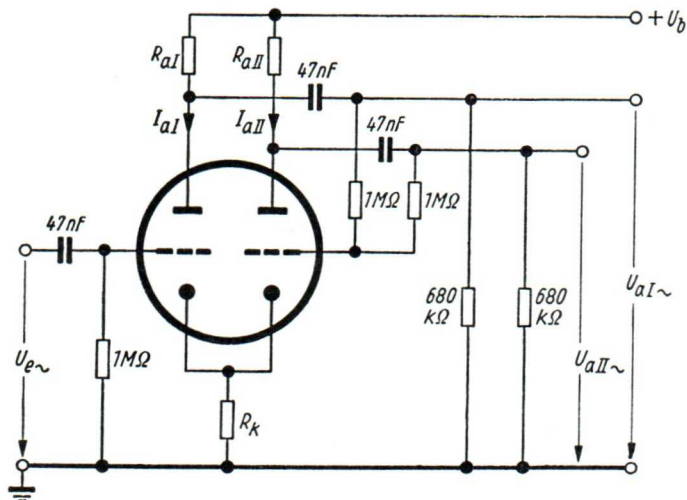 + U_b
R_aI
R_aII
47nF
I_aI
I_aII
47nF
1MΩ
1MΩ
47nF
680
kΩ
680
kΩ
U_aI~
U_e~
1MΩ
U_aII~
R_k